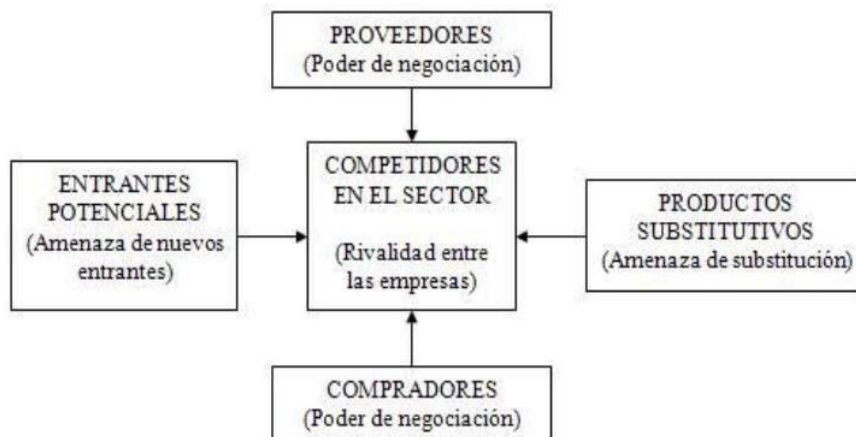 PROVEEDORES
(Poder de negociación)
ENTRANTES
POTENCIALES
(Amenaza de nuevos
entrantes)
COMPETIDORES
EN EL SECTOR
(Rivalidad entre
las empresas)
PRODUCTOS
SUBSTITUTIVOS
(Amenaza de substitución)
COMPRADORES
(Poder de negociación)